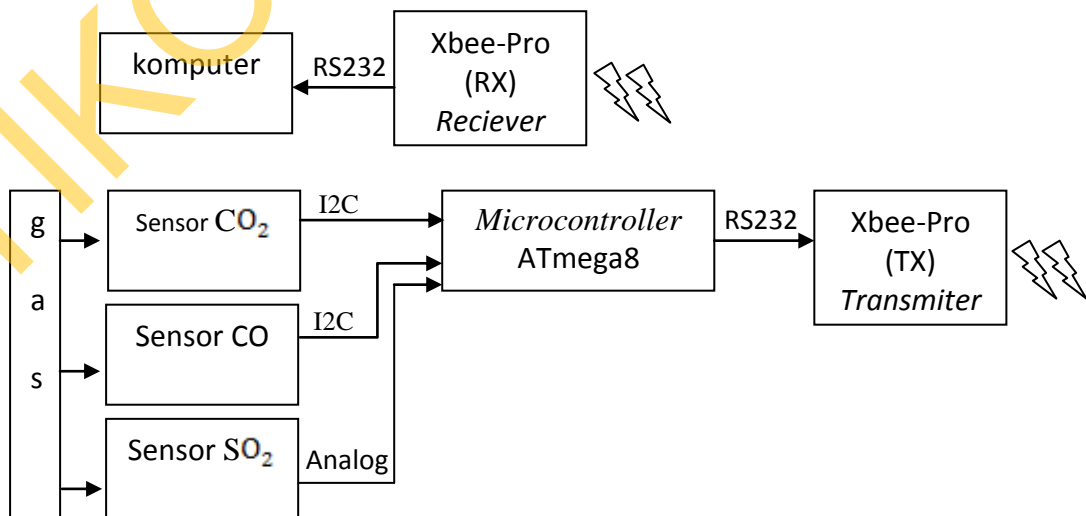 komputer
RS232
Xbee-Pro
(RX)
Reciever
g
a
s
Sensor CO₂
I2C
Sensor CO
I2C
Sensor SO₂
Analog
Microcontroller
ATmega8
RS232
Xbee-Pro
(TX)
Transmiter